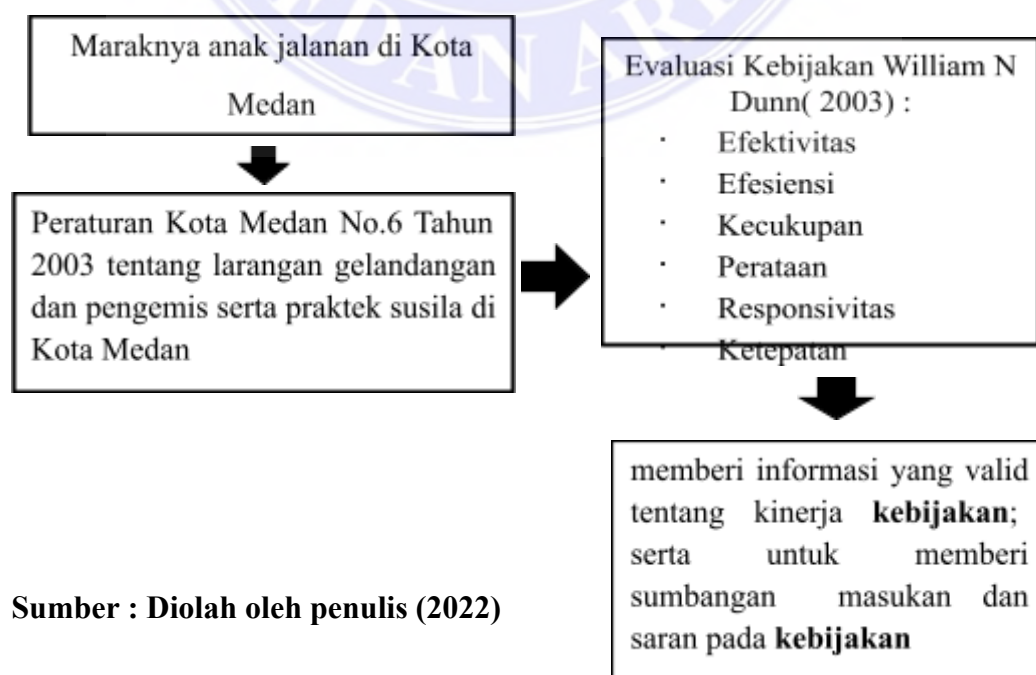 Maraknya anak jalanan di Kota
Medan
Peraturan Kota Medan No.6 Tahun
2003 tentang larangan gelandangan
dan pengemis serta praktek susila di
Kota Medan
Evaluasi Kebijakan William N
Dunn( 2003) :
· Efektivitas
· Efesiensi
· Kecukupan
· Perataan
· Responsivitas
· Ketepatan
memberi informasi yang valid
tentang kinerja kebijakan;
serta untuk memberi
sumbangan masukan dan
saran pada kebijakan
Sumber : Diolah oleh penulis (2022)